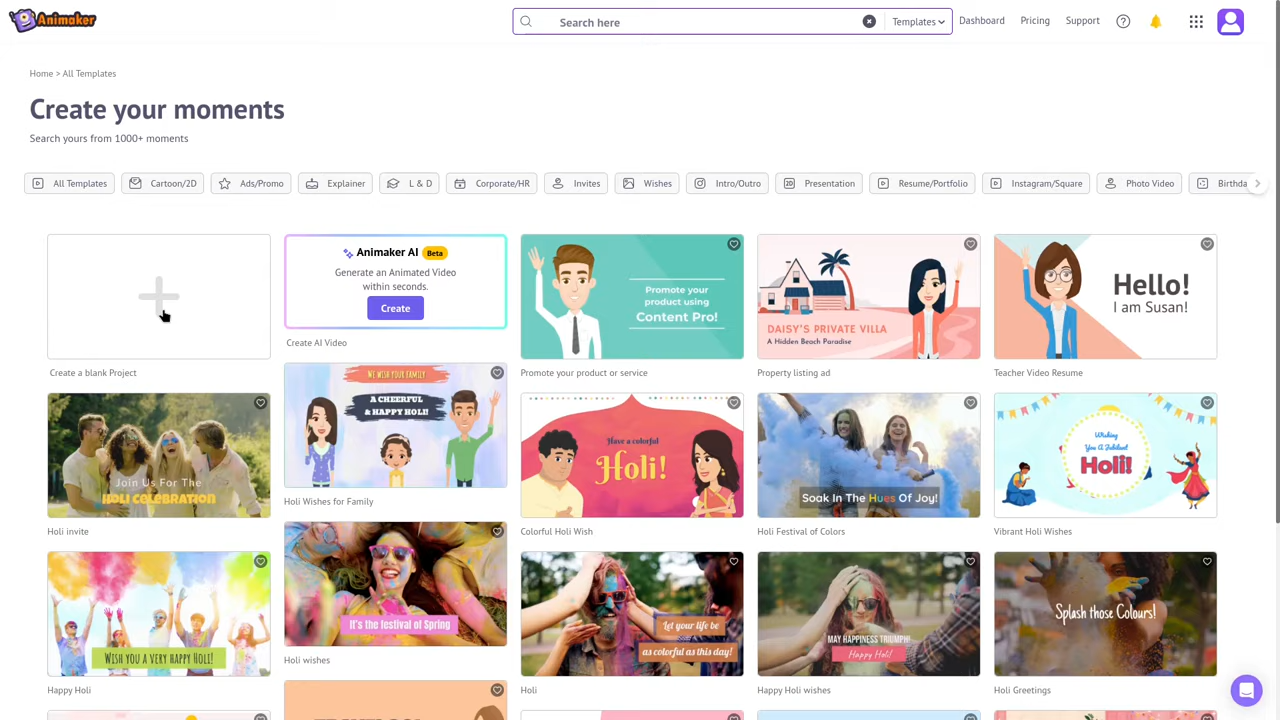 Animaker
Search here
Templates
Dashboard
Pricing
Support
Home > All Templates
Create your moments
Search yours from 1000+ moments
All Templates
Cartoon/2D
Ads/Promo
Explainer
L & D
Corporate/HR
Invites
Wishes
Intro/Outro
Presentation
Resume/Portfolio
Instagram/Square
Photo Video
Birthda
Create a blank Project
Animaker AI Beta
Generate an Animated Video
within seconds.
Create
Create AI Video
Promote your
product using
Content Pro!
Promote your product or service
DAISY'S PRIVATE VILLA
A Hidden Beach Paradise
Property listing ad
Hello!
I am Susan!
Teacher Video Resume
Join Us For The
Holi Celebration
Holi invite
We wish your family
A CHEERFUL
& HAPPY HOLI!
Holi Wishes for Family
Have a colorful
Holi!
Colorful Holi Wish
Soak In The Hues Of Joy!
Holi Festival of Colors
Wishing
You A Jubilant
Holi!
Vibrant Holi Wishes
Wish you a very happy Holi!
Happy Holi
It's the festival of Spring
Holi wishes
Let your life be
as colorful as this day!
Holi
MAY HAPPINESS TRIUMPH!
Happy Holi!
Happy Holi wishes
Splash those Colours!
Holi Greetings